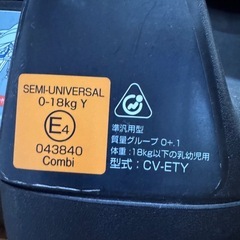 SEMI-UNIVERSAL
0-18kg Y
E4
043840
Combi
準汎用型
質量グループ 0+,1
体重:18kg以下の乳幼児用
型式:CV-ETY